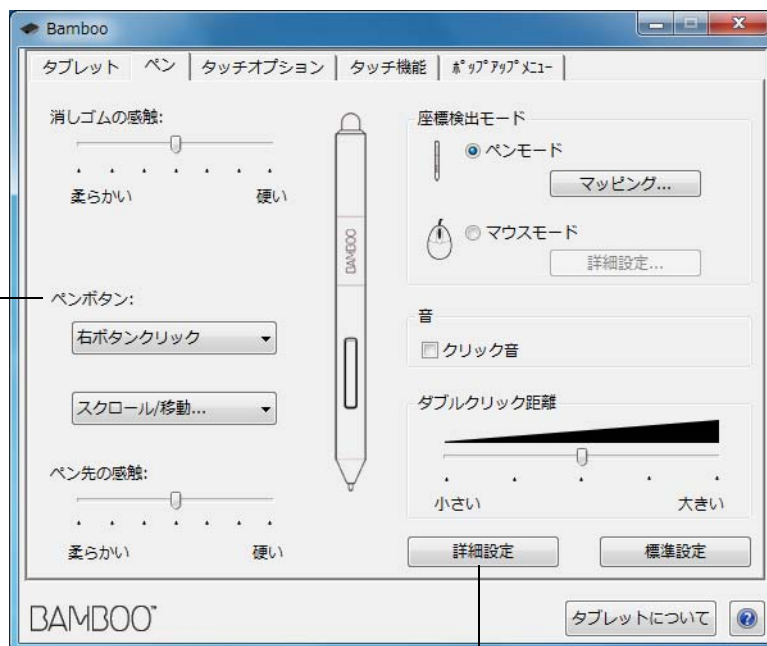 Bamboo
タブレット ペン タッチオプション タッチ機能 ﾎﾟｯﾌﾟｱｯﾌﾟﾒﾆｭｰ
消しゴムの感触:
柔らかい 硬い
ペンボタン:
右ボタンクリック
スクロール/移動...
ペン先の感触:
柔らかい 硬い
BAMBOO
座標検出モード
ペンモード
マッピング...
マウスモード
詳細設定...
音
クリック音
ダブルクリック距離
小さい 大きい
詳細設定 標準設定
BAMBOO™ タブレットについて ?